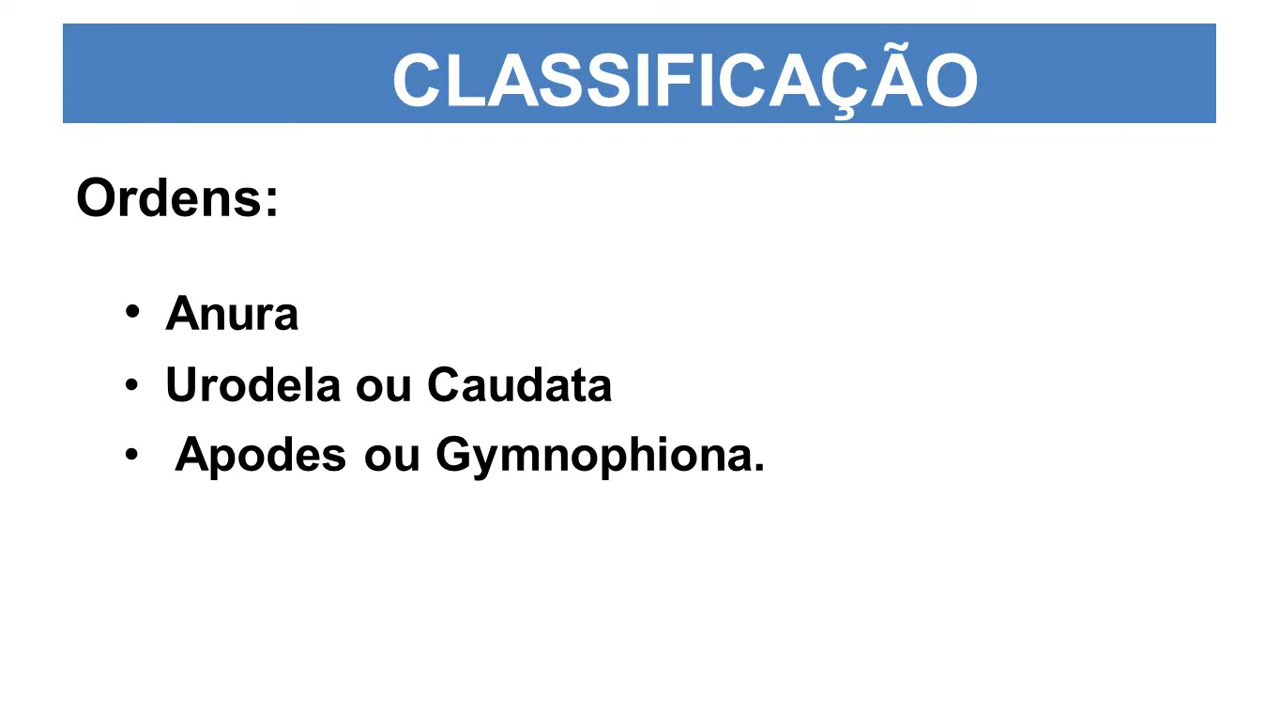 CLASSIFICAÇÃO
Ordens:
• Anura
• Urodela ou Caudata
• Apodes ou Gymnophiona.